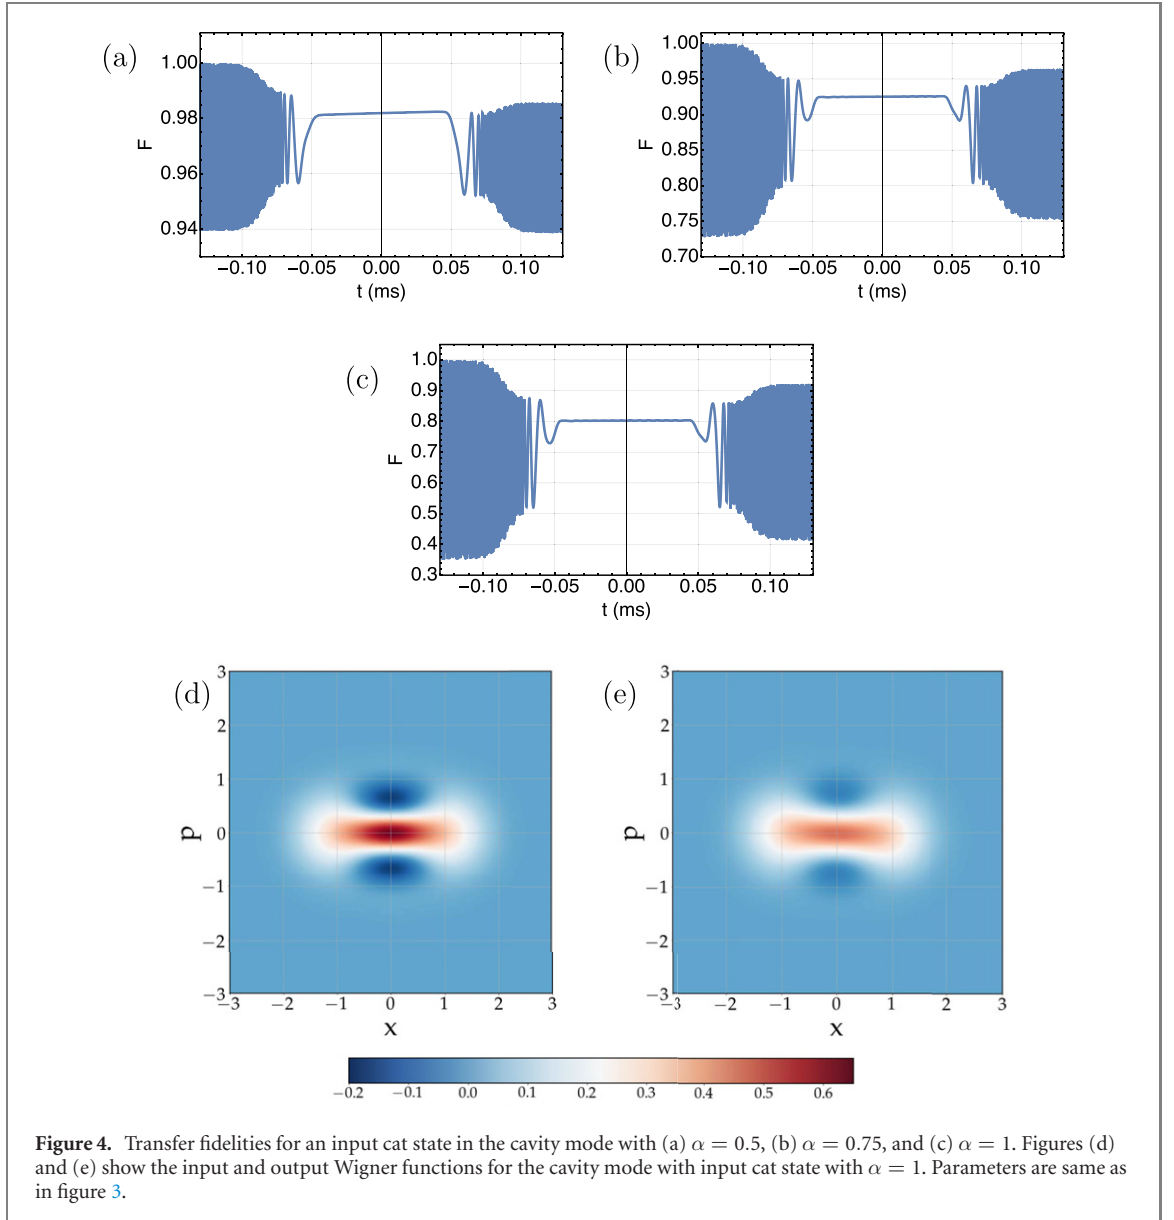 (a)
1.00
0.98
0.96
0.94
F
−0.10 −0.05 0.00 0.05 0.10
t (ms)
(b)
1.00
0.95
0.90
0.85
0.80
0.75
0.70
F
−0.10 −0.05 0.00 0.05 0.10
t (ms)
(c)
1.0
0.9
0.8
0.7
0.6
0.5
0.4
0.3
F
−0.10 −0.05 0.00 0.05 0.10
t (ms)
(d)
3
2
1
0
−1
−2
−3
p
−3 −2 −1 0 1 2 3
x
(e)
3
2
1
0
−1
−2
−3
p
−3 −2 −1 0 1 2 3
x
−0.2 −0.1 0.0 0.1 0.2 0.3 0.4 0.5 0.6
Figure 4. Transfer fidelities for an input cat state in the cavity mode with (a) α = 0.5, (b) α = 0.75, and (c) α = 1. Figures (d)
and (e) show the input and output Wigner functions for the cavity mode with input cat state with α = 1. Parameters are same as
in figure 3.